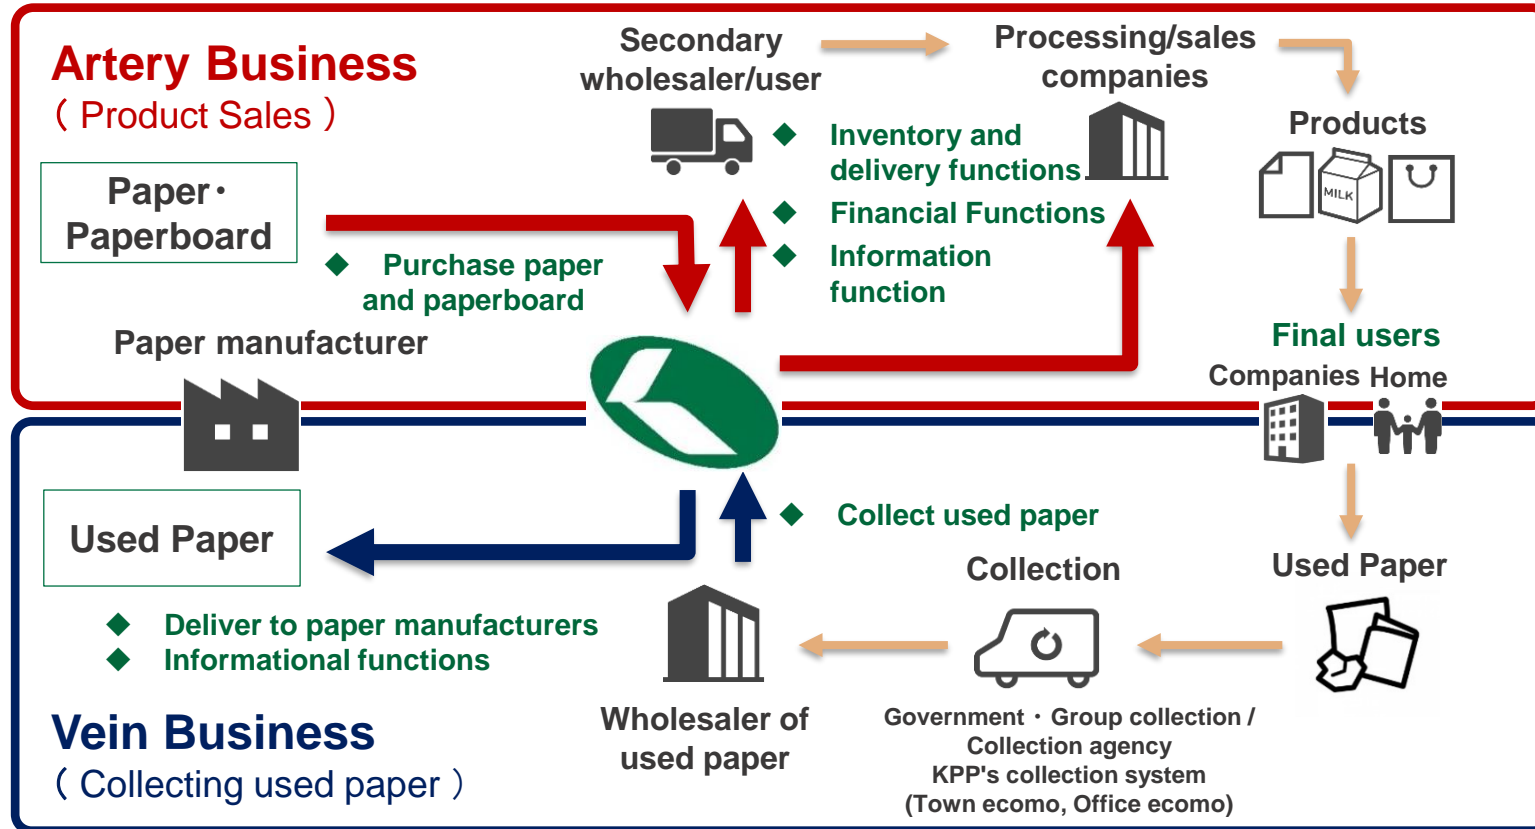 Artery Business
（ Product Sales ）
Paper・
Paperboard
◆ Purchase paper
and paperboard
Paper manufacturer
Secondary
wholesaler/user
◆ Inventory and
delivery functions
◆ Financial Functions
◆ Information
function
Processing/sales
companies
Products
MILK
Final users
Companies
Home
Used Paper
◆ Deliver to paper manufacturers
◆ Informational functions
Vein Business
（ Collecting used paper ）
◆ Collect used paper
Wholesaler of
used paper
Collection
Government・Group collection /
Collection agency
KPP's collection system
(Town ecomo, Office ecomo)
Used Paper